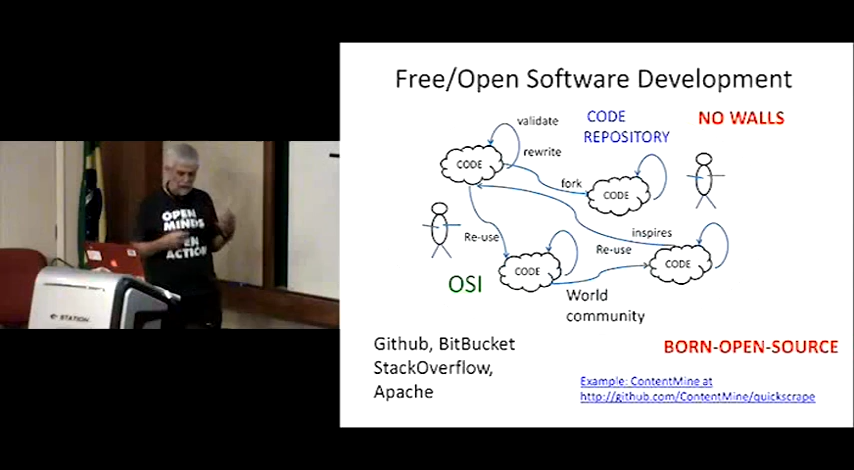 Free/Open Software Development
validate
CODE
REPOSITORY
NO WALLS
rewrite
CODE
fork
CODE
Re-use
inspires
Re-use
CODE
CODE
OSI
World
community
Github, BitBucket
StackOverflow,
Apache
BORN-OPEN-SOURCE
Example: ContentMine at
http://github.com/ContentMine/quickscrape
OPEN
MINDS
ACTION
STATION